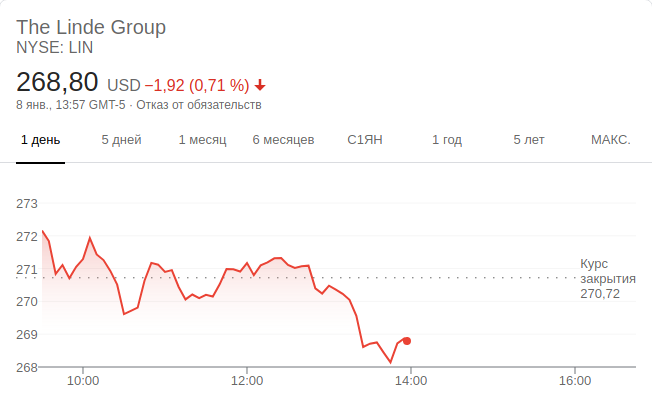 The Linde Group
NYSE: LIN
268,80 USD −1,92 (0,71 %)
8 янв., 13:57 GMT-5 · Отказ от обязательств
1 день 5 дней 1 месяц 6 месяцев С1ЯН 1 год 5 лет МАКС.
273
272
271
270
269
268
Курс
закрытия
270,72
10:00 12:00 14:00 16:00